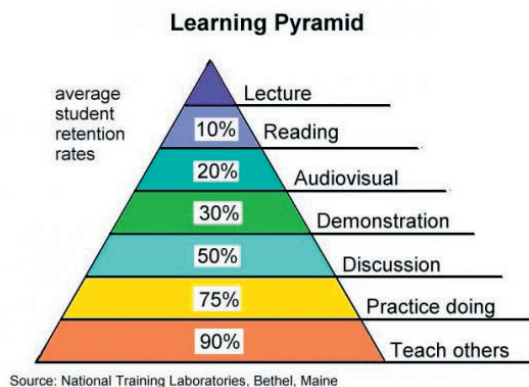 Learning Pyramid
average
student
retention
rates
Lecture
10% Reading
20% Audiovisual
30% Demonstration
50% Discussion
75% Practice doing
90% Teach others
Source: National Training Laboratories, Bethel, Maine